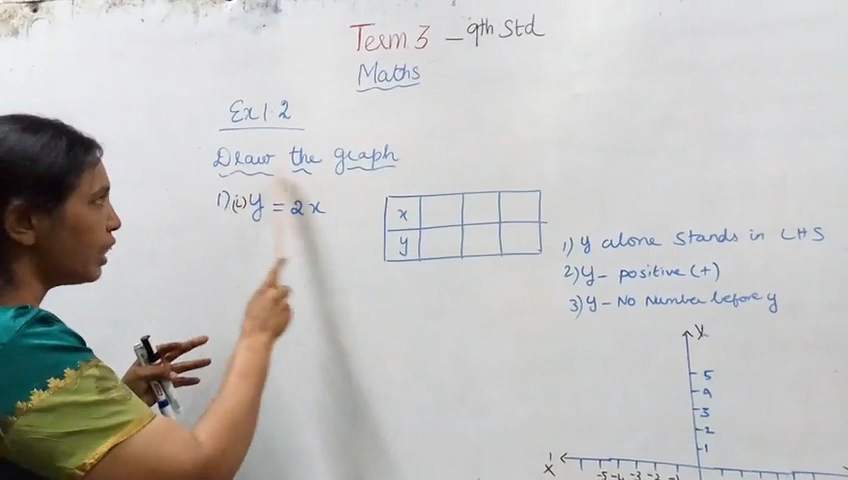 Term 3 - 9th Std
Maths
Ex 1.2
Draw the graph
1) (i) y = 2x
x
y
1) y alone stands in LHS
2) y - positive (+)
3) y - No Number before y
y
5
4
3
2
1
x'
-5 -4 -3 -2 -1